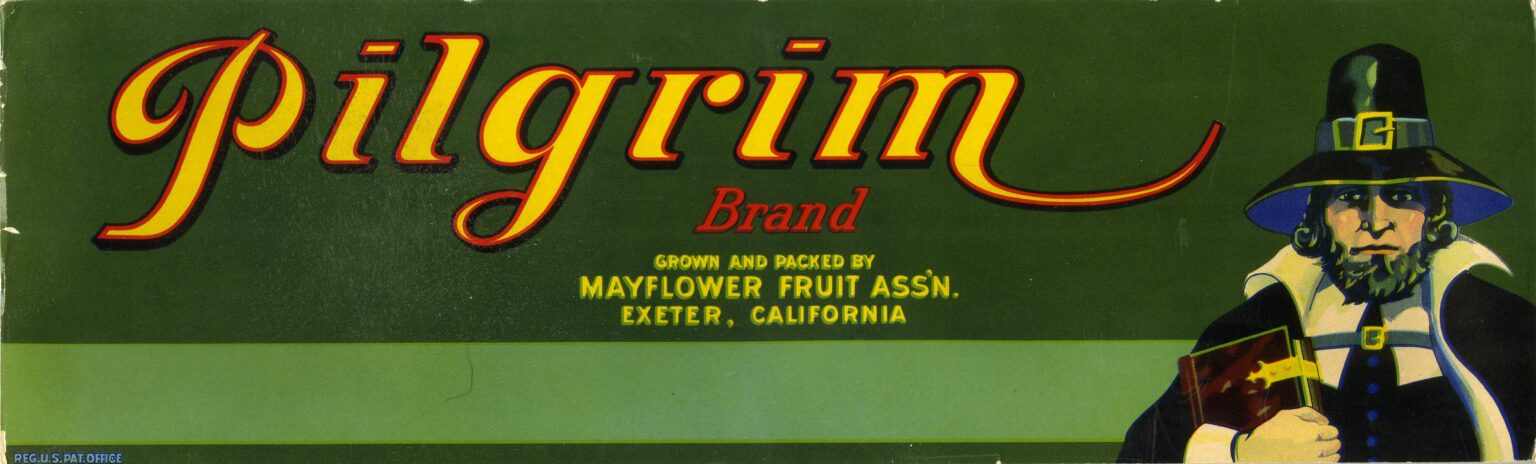 Pilgrim
Brand
GROWN AND PACKED BY
MAYFLOWER FRUIT ASS'N.
EXETER, CALIFORNIA
REG.U.S.PAT.OFFICE